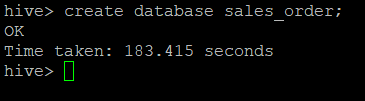 hive> create database sales_order;
OK
Time taken: 183.415 seconds
hive>